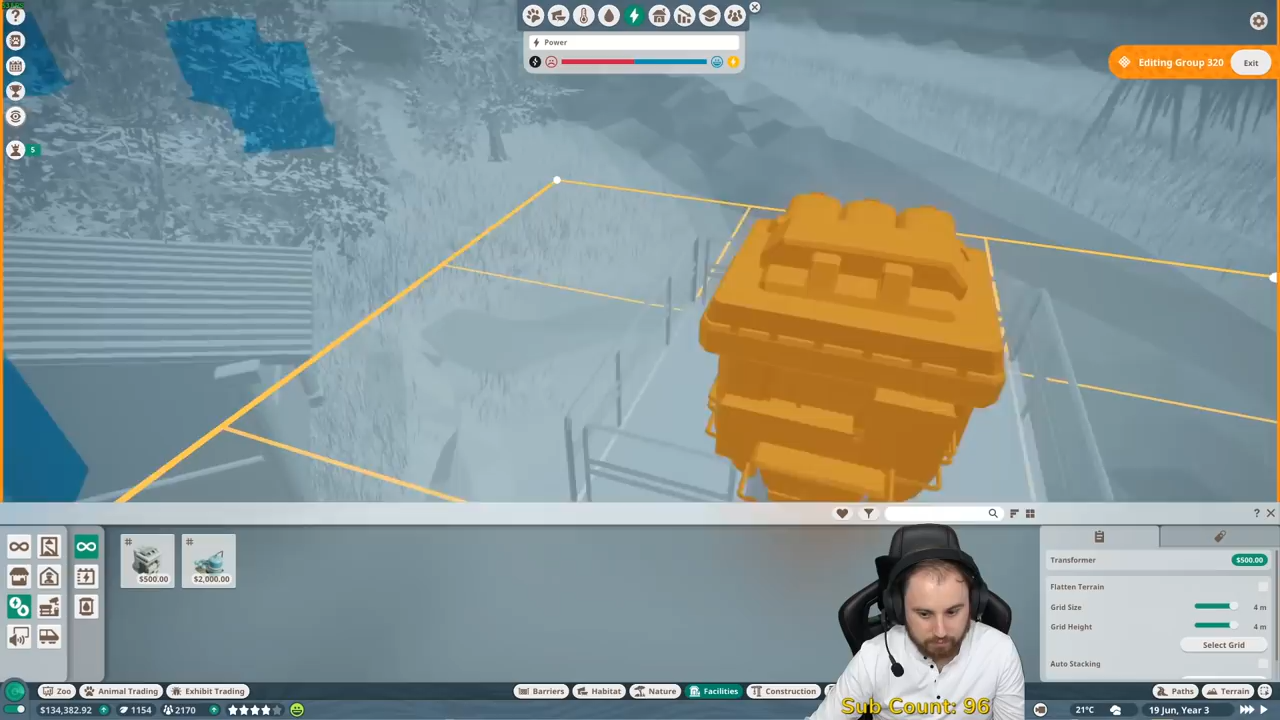 Power
Editing Group 320
Exit
5
$500.00
$2,000.00
Transformer
$500.00
Flatten Terrain
Grid Size
4 m
Grid Height
4 m
Select Grid
Auto Stacking
Zoo
Animal Trading
Exhibit Trading
Barriers
Habitat
Nature
Facilities
Construction
Paths
Terrain
$134,382.92
1154
2170
Sub Count: 96
21°C
19 Jun, Year 3